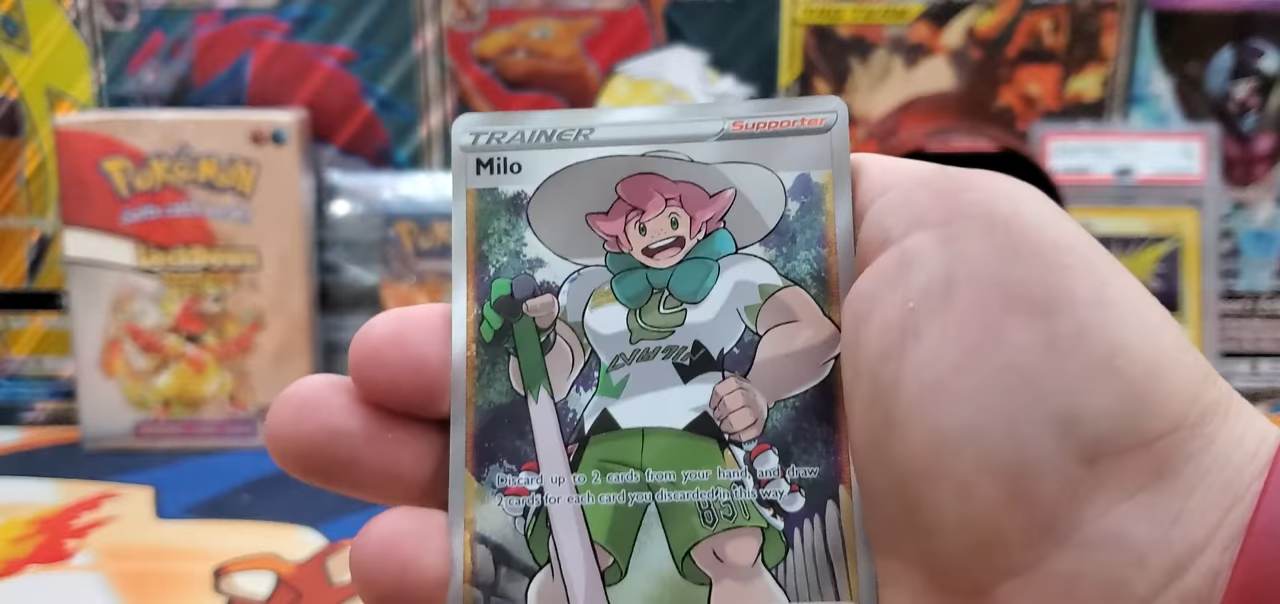 TRAINER
Supporter
Milo
Discard up to 2 cards from your hand, and draw
2 cards for each card you discarded in this way.
831
POKéMON